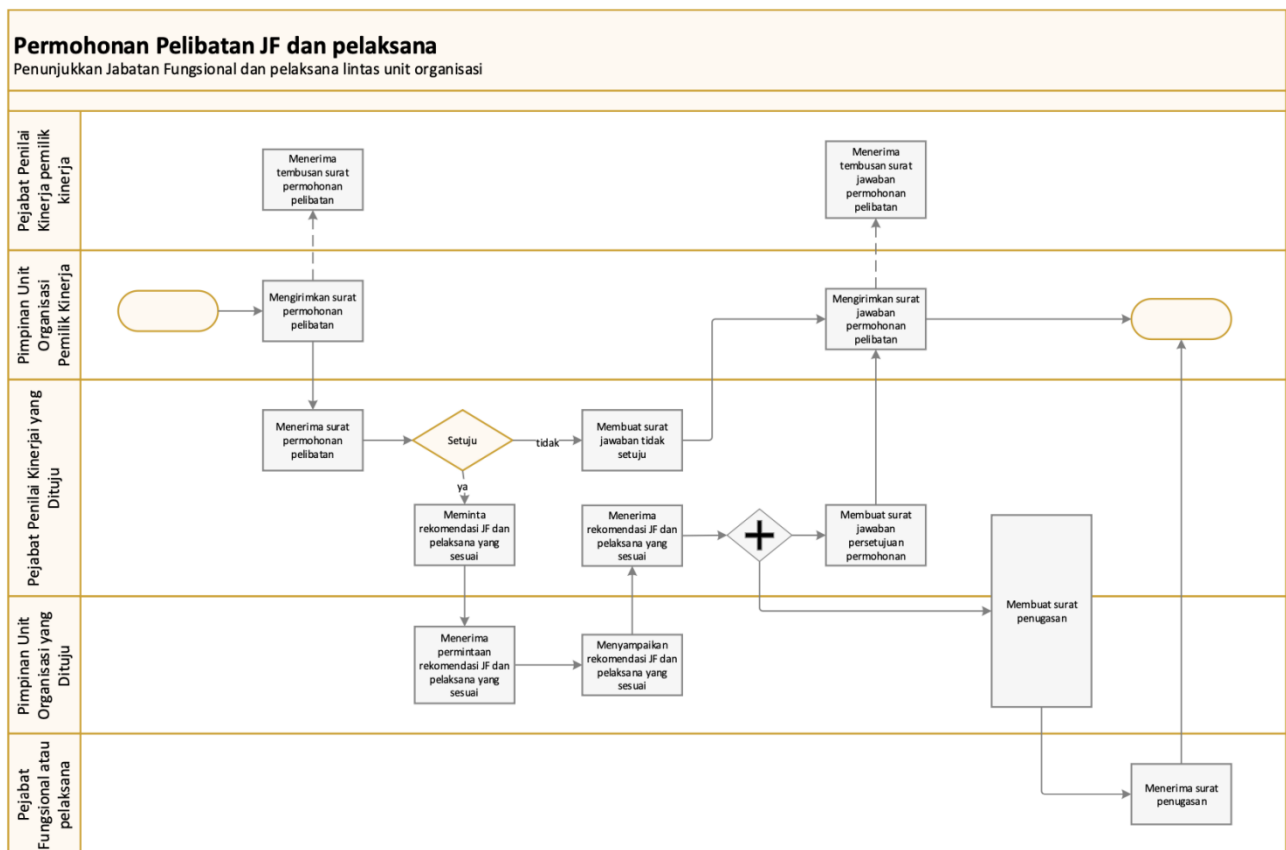 Permohonan Pelibatan JF dan pelaksana
Penunjukkan Jabatan Fungsional dan pelaksana lintas unit organisasi
Pejabat Penilai
Kinerja pemilik
kinerja
Menerima
tembusan surat
permohonan
pelibatan
Menerima
tembusan surat
jawaban
permohonan
pelibatan
Pimpinan Unit
Organisasi
Pemilik Kinerja
Mengirimkan surat
permohonan
pelibatan
Mengirimkan surat
jawaban
permohonan
pelibatan
Pejabat Penilai Kinerjai yang
Dituju
Menerima surat
permohonan
pelibatan
Setuju
tidak
Membuat surat
jawaban tidak
setuju
ya
Meminta
rekomendasi JF dan
pelaksana yang
sesuai
Menerima
rekomendasi JF dan
pelaksana yang
sesuai
Membuat surat
jawaban
persetujuan
permohonan
Membuat surat
penugasan
Pimpinan Unit
Organisasi yang
Dituju
Menerima
permintaan
rekomendasi JF dan
pelaksana yang
sesuai
Menyampaikan
rekomendasi JF dan
pelaksana yang
sesuai
Pejabat
Fungsional atau
pelaksana
Menerima surat
penugasan